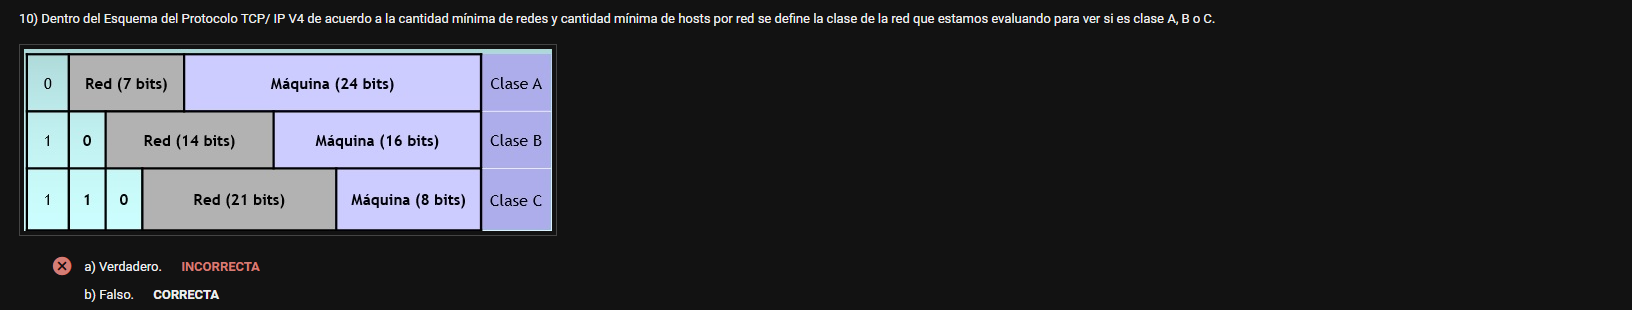 10) Dentro del Esquema del Protocolo TCP/ IP V4 de acuerdo a la cantidad mínima de redes y cantidad mínima de hosts por red se define la clase de la red que estamos evaluando para ver si es clase A, B o C.
0 Red (7 bits) Máquina (24 bits) Clase A
1 0 Red (14 bits) Máquina (16 bits) Clase B
1 1 0 Red (21 bits) Máquina (8 bits) Clase C
a) Verdadero. INCORRECTA
b) Falso. CORRECTA